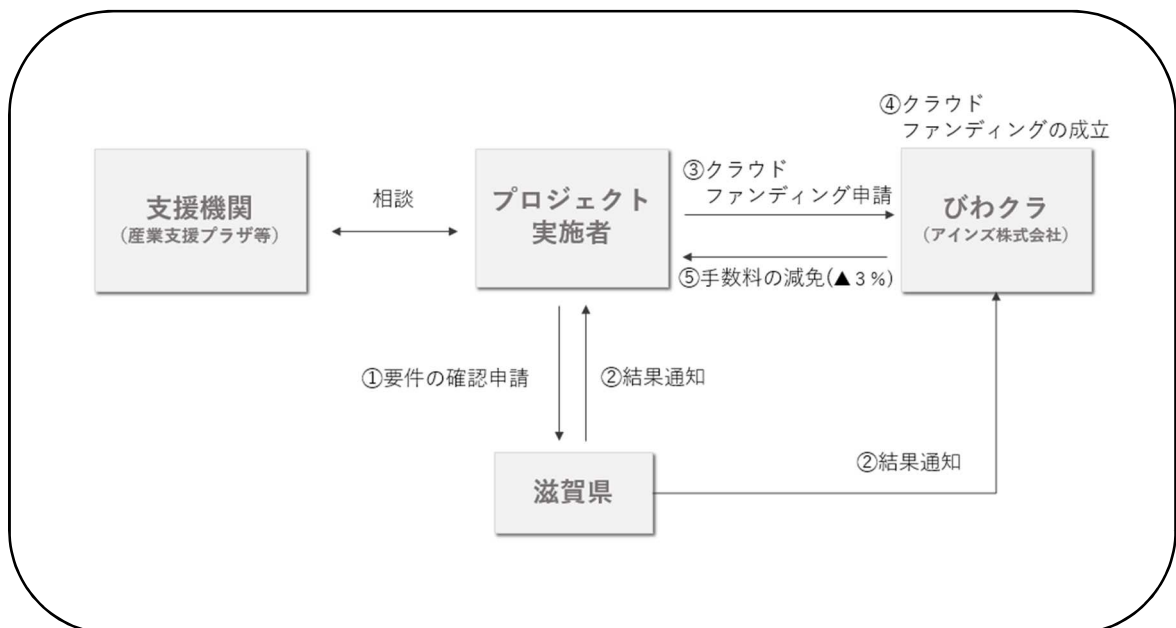 ④クラウド
ファンディングの成立
支援機関
(産業支援プラザ等)
相談
プロジェクト
実施者
③クラウド
ファンディング申請
⑤手数料の減免(▲3%)
びわクラ
(アインズ株式会社)
①要件の確認申請
②結果通知
滋賀県
②結果通知